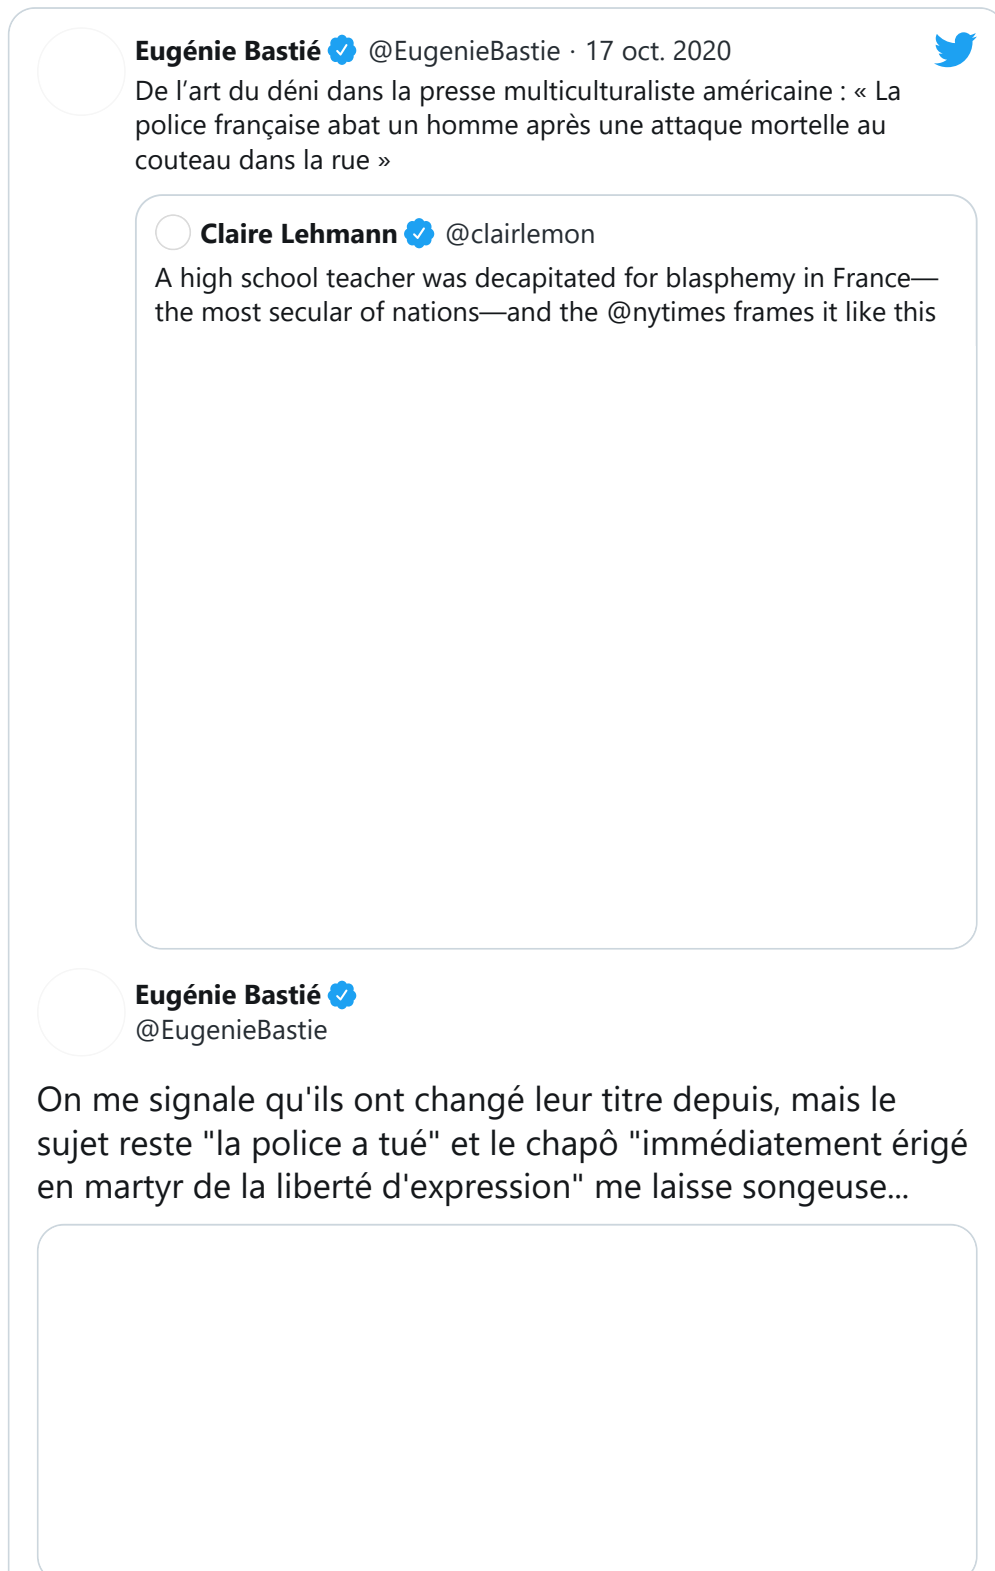 Eugénie Bastié @EugenieBastie · 17 oct. 2020
De l’art du déni dans la presse multiculturaliste américaine : « La
police française abat un homme après une attaque mortelle au
couteau dans la rue »
Claire Lehmann @clairlemon
A high school teacher was decapitated for blasphemy in France—
the most secular of nations—and the @nytimes frames it like this
Eugénie Bastié
@EugenieBastie
On me signale qu'ils ont changé leur titre depuis, mais le
sujet reste "la police a tué" et le chapô "immédiatement érigé
en martyr de la liberté d'expression" me laisse songeuse...